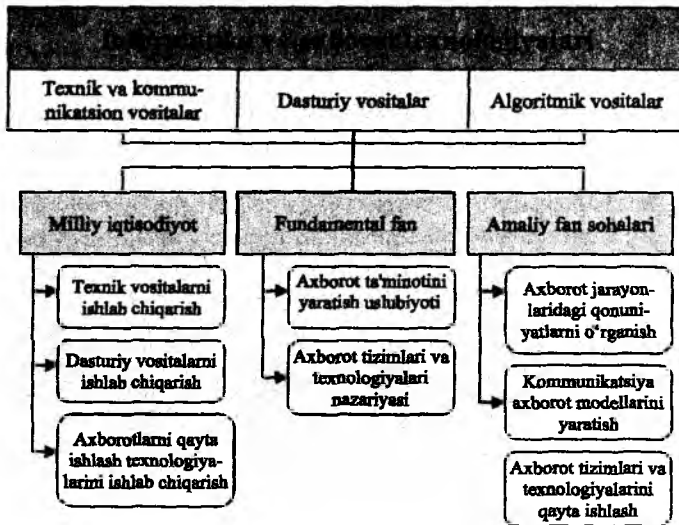 Texnik va kommu-
nikatsion vositalar
Dasturiy vositalar
Algoritmik vositalar
Milliy iqtisodiyot
Texnik vositalarni
ishlab chiqarish
Dasturiy vositalarni
ishlab chiqarish
Axborotlarni qayta
ishlash texnologiya-
larini ishlab chiqarish
Fundamental fan
Axborot ta'minotini
yaratish uslubiyoti
Axborot tizimlari va
texnologiyalari
nazariyasi
Amaliy fan sohalari
Axborot jarayon-
laridagi qonuni-
yatlarni o‘rganish
Kommunikatsiya
axborot modellarini
yaratish
Axborot tizimlari va
texnologiyalarini
qayta ishlash